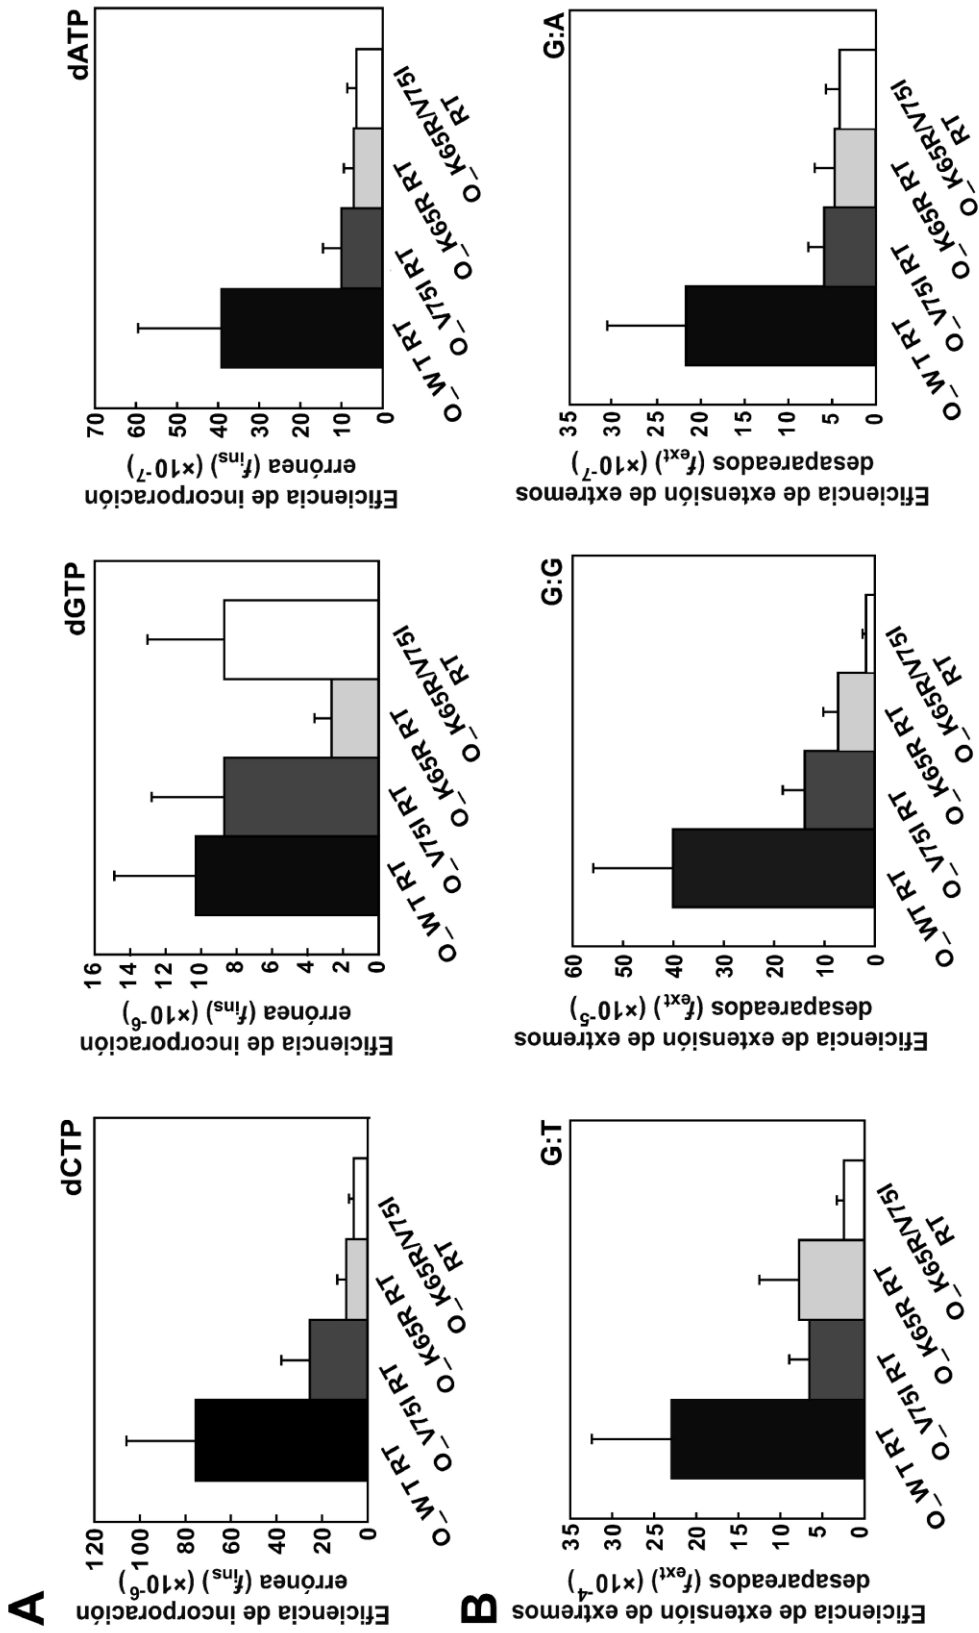 A
dCTP
Eficiencia de incorporación
errónea (fins) (×10-6)
120
100
80
60
40
20
0
O_WT RT
O_V75I RT
O_K65R RT
O_K65R/V75I
RT
dGTP
Eficiencia de incorporación
errónea (fins) (×10-6)
16
14
12
10
8
6
4
2
0
O_WT RT
O_V75I RT
O_K65R RT
O_K65R/V75I
RT
dATP
Eficiencia de incorporación
errónea (fins) (×10-7)
70
60
50
40
30
20
10
0
O_WT RT
O_V75I RT
O_K65R RT
O_K65R/V75I
RT
B
G:T
Eficiencia de extensión de extremos
desapareados (fext) (×10-4)
35
30
25
20
15
10
5
0
O_WT RT
O_V75I RT
O_K65R RT
O_K65R/V75I
RT
G:G
Eficiencia de extensión de extremos
desapareados (fext) (×10-5)
60
50
40
30
20
10
0
O_WT RT
O_V75I RT
O_K65R RT
O_K65R/V75I
RT
G:A
Eficiencia de extensión de extremos
desapareados (fext) (×10-7)
35
30
25
20
15
10
5
0
O_WT RT
O_V75I RT
O_K65R RT
O_K65R/V75I
RT